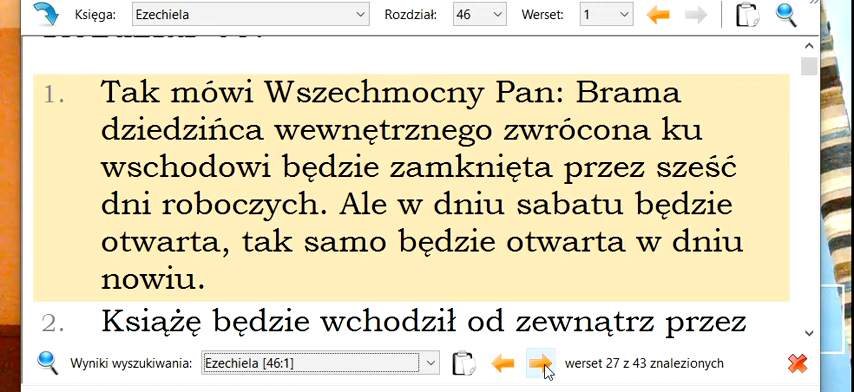 Księga: Ezechiela Rozdział: 46 Werset: 1
1. Tak mówi Wszechmocny Pan: Brama
dziedzińca wewnętrznego zwrócona ku
wschodowi będzie zamknięta przez sześć
dni roboczych. Ale w dniu sabatu będzie
otwarta, tak samo będzie otwarta w dniu
nowiu.
2. Książę będzie wchodził od zewnątrz przez
Wyniki wyszukiwania: Ezechiela [46:1] werset 27 z 43 znalezionych